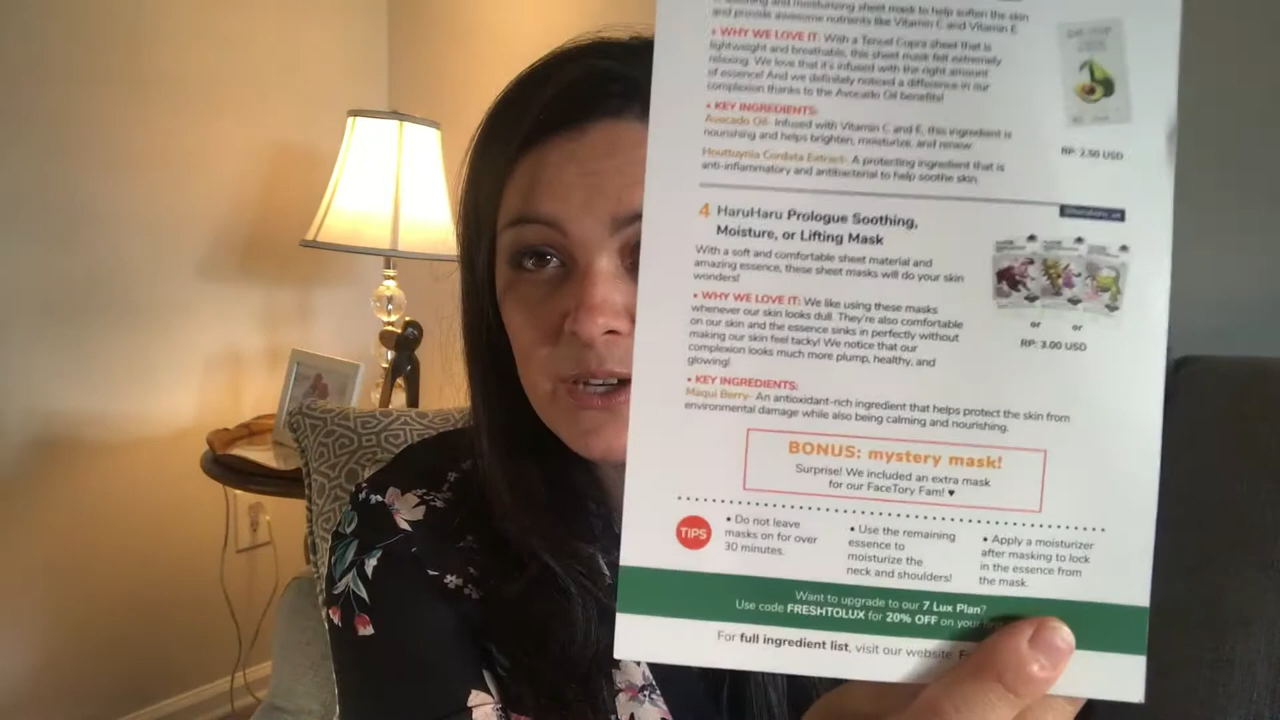 and moisturizing sheet mask to help soften the skin
and provide awesome nutrients like Vitamin C and Vitamin E.
• WHY WE LOVE IT: With a Tencel Cupra sheet that is
lightweight and breathable, this sheet mask felt extremely
relaxing. We love that it's infused with the right amount
of essence! And we definitely noticed a difference in our
complexion thanks to the Avocado Oil benefits!
• KEY INGREDIENTS:
Avocado Oil- Infused with Vitamin C and E, this ingredient is
nourishing and helps brighten, moisturize, and renew.
Houttuynia Cordata Extract- A protecting ingredient that is
anti-inflammatory and antibacterial to help soothe skin.
RP: 2.50 USD
4 HaruHaru Prologue Soothing,
Moisture, or Lifting Mask
With a soft and comfortable sheet material and
amazing essence, these sheet masks will do your skin
wonders!
• WHY WE LOVE IT: We like using these masks
whenever our skin looks dull. They're also comfortable
on our skin and the essence sinks in perfectly without
making our skin feel tacky! We notice that our
complexion looks much more plump, healthy, and
glowing!
or or
RP: 3.00 USD
• KEY INGREDIENTS:
Maqui Berry- An antioxidant-rich ingredient that helps protect the skin from
environmental damage while also being calming and nourishing.
BONUS: mystery mask!
Surprise! We included an extra mask
for our FaceTory Fam! ♥
TIPS
• Do not leave
masks on for over
30 minutes.
• Use the remaining
essence to
moisturize the
neck and shoulders!
• Apply a moisturizer
after masking to lock
in the essence from
the mask.
Want to upgrade to our 7 Lux Plan?
Use code FRESHTOLUX for 20% OFF on your
For full ingredient list, visit our website.